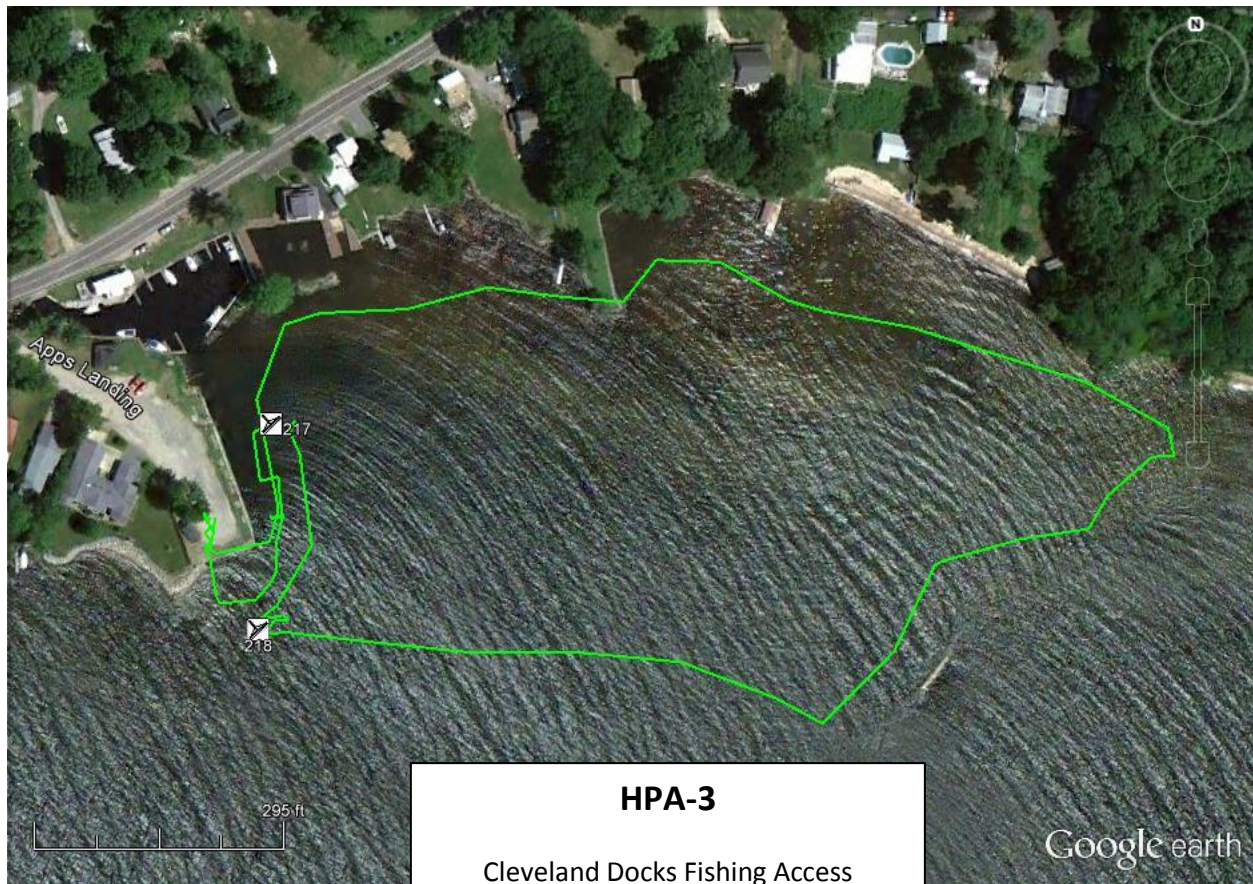 N
Apps Landing
217
218
295 ft
HPA-3
Cleveland Docks Fishing Access
Google earth